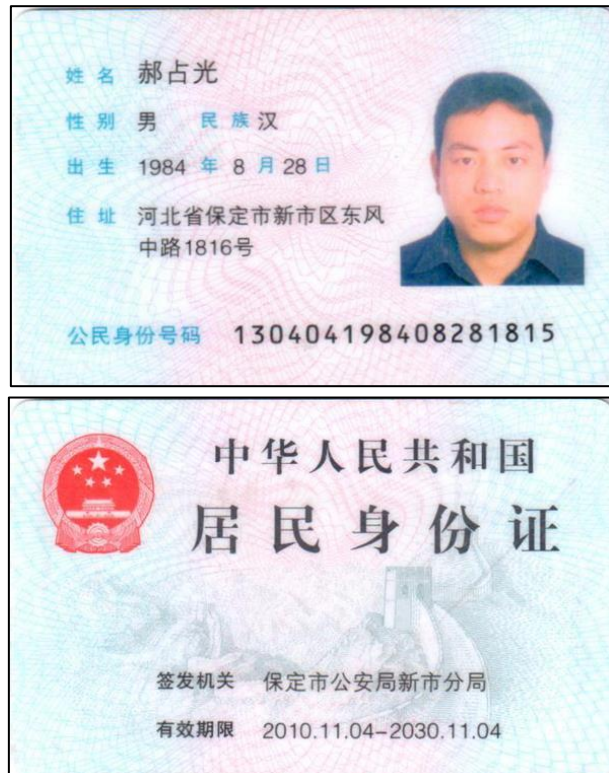 姓名 郝占光
性别 男 民族 汉
出生 1984 年 8 月 28 日
住址 河北省保定市新市区东风
中路1816号
公民身份号码 130404198408281815
中华人民共和国
居民身份证
签发机关 保定市公安局新市分局
有效期限 2010.11.04-2030.11.04